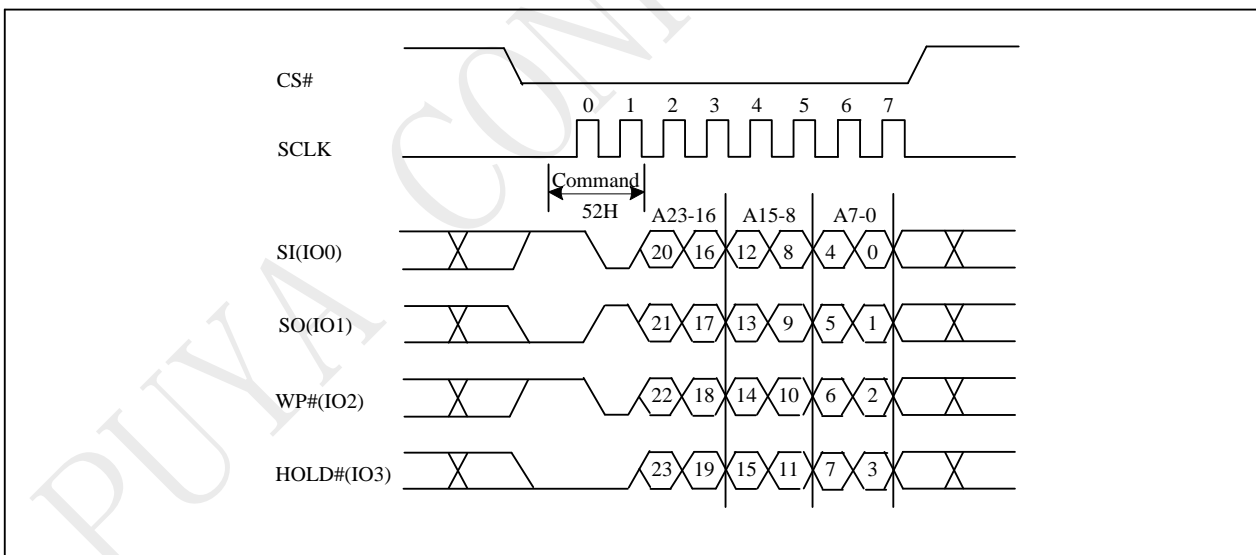 CS#
0 1 2 3 4 5 6 7
SCLK
Command
52H
A23-16 A15-8 A7-0
SI(IO0) 20 16 12 8 4 0
SO(IO1) 21 17 13 9 5 1
WP#(IO2) 22 18 14 10 6 2
HOLD#(IO3) 23 19 15 11 7 3
PUYA